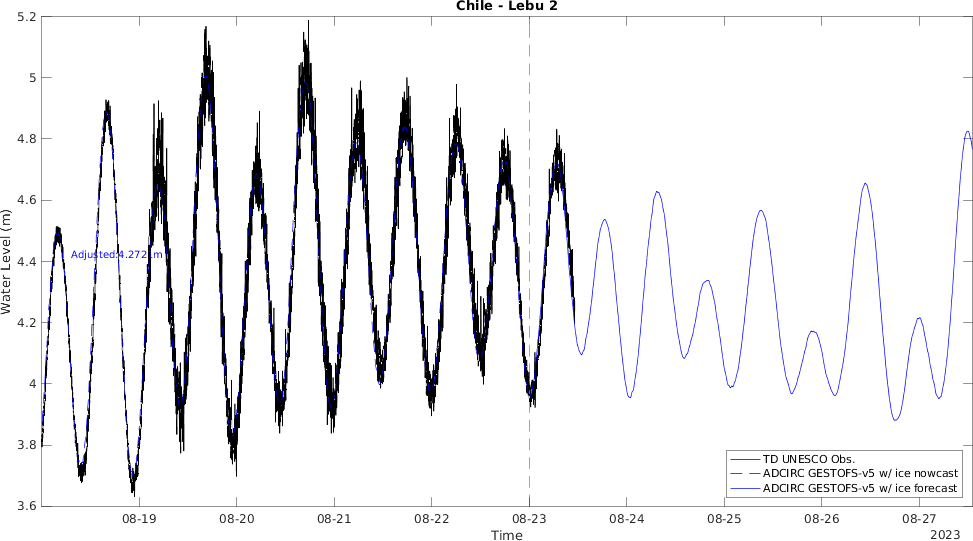 Chile - Lebu 2
5.2
5
4.8
4.6
4.4
4.2
4
3.8
3.6
Water Level (m)
Adjusted:4.272 m
TD UNESCO Obs.
ADCIRC GESTOFS-v5 w/ ice nowcast
ADCIRC GESTOFS-v5 w/ ice forecast
08-19 08-20 08-21 08-22 08-23 08-24 08-25 08-26 08-27
Time
2023